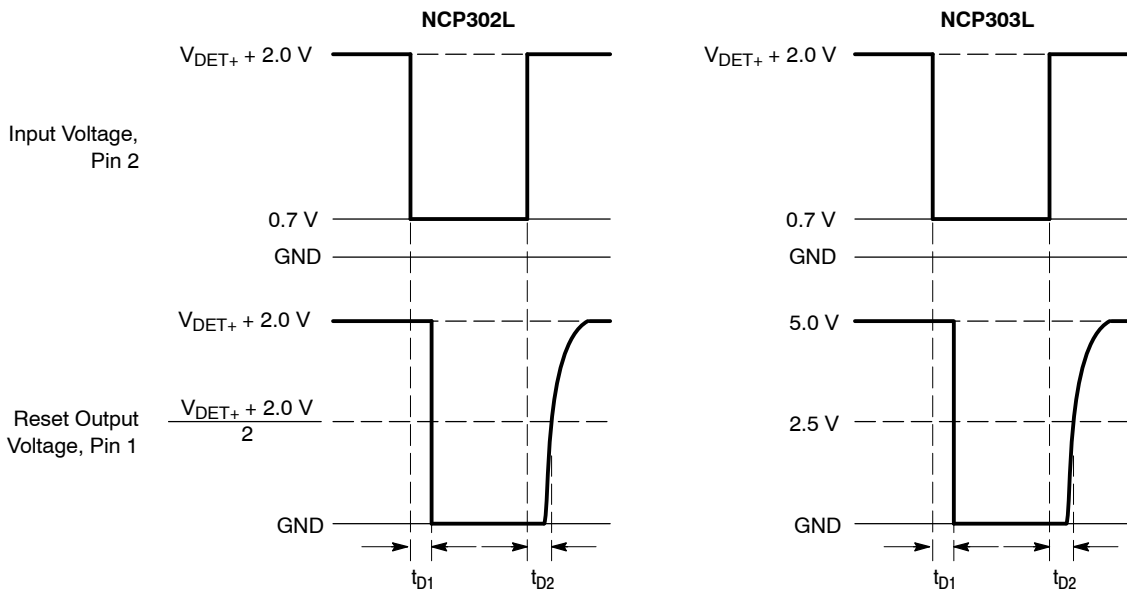 NCP302L
V_DET+ + 2.0 V
Input Voltage,
Pin 2
0.7 V
GND
V_DET+ + 2.0 V
Reset Output
Voltage, Pin 1
V_DET+ + 2.0 V
2
GND
t_D1
t_D2
NCP303L
V_DET+ + 2.0 V
0.7 V
GND
5.0 V
2.5 V
GND
t_D1
t_D2